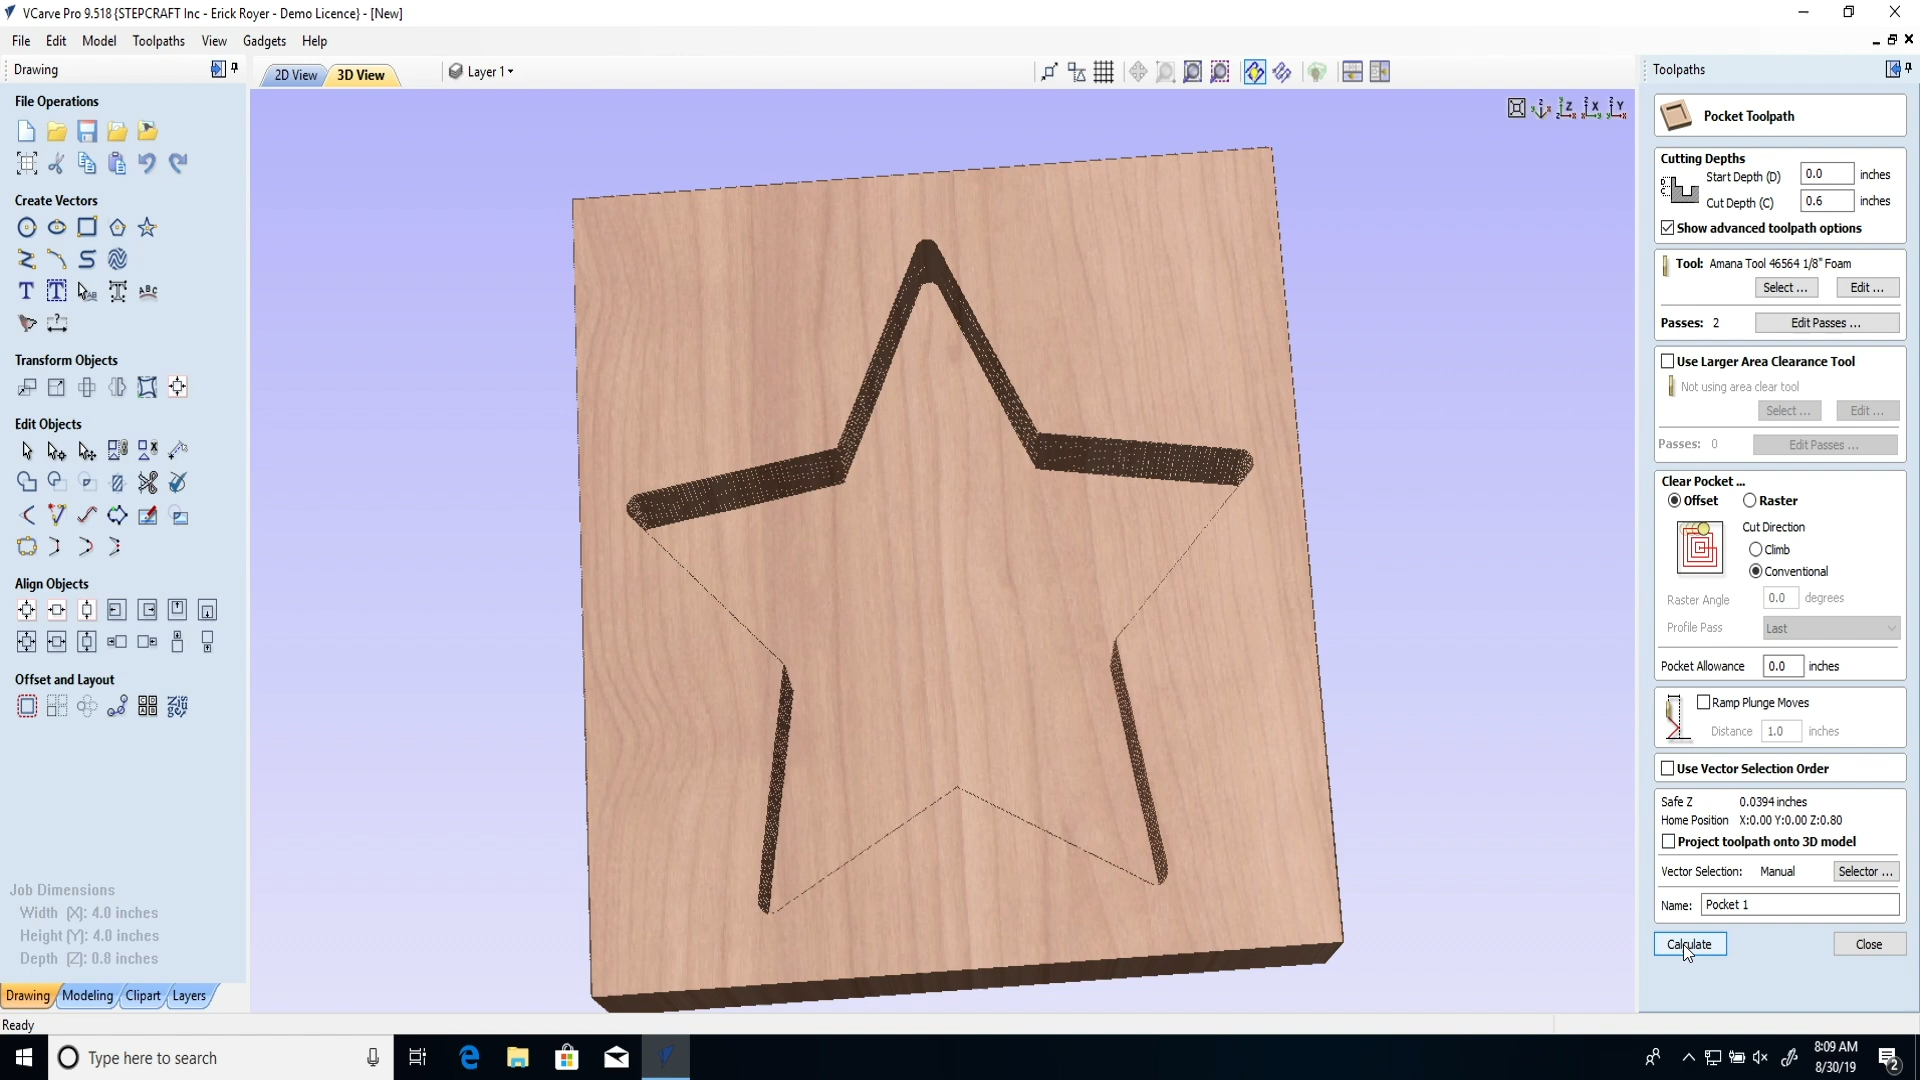 VCarve Pro 9.518 {STEPCRAFT Inc - Erick Royer - Demo Licence} - [New]
File Edit Model Toolpaths View Gadgets Help
Drawing
2D View 3D View Layer 1
Toolpaths
File Operations
Create Vectors
Transform Objects
Edit Objects
Align Objects
Offset and Layout
Job Dimensions
Width (X): 4.0 inches
Height (Y): 4.0 inches
Depth (Z): 0.8 inches
Drawing Modeling Clipart Layers
Ready
Pocket Toolpath
Cutting Depths
Start Depth (D) 0.0 inches
Cut Depth (C) 0.6 inches
Show advanced toolpath options
Tool: Amana Tool 46564 1/8" Foam
Select ... Edit ...
Passes: 2 Edit Passes ...
Use Larger Area Clearance Tool
Not using area clear tool
Select ... Edit ...
Passes: 0 Edit Passes ...
Clear Pocket ...
Offset Raster
Cut Direction
Climb
Conventional
Raster Angle 0.0 degrees
Profile Pass Last
Pocket Allowance 0.0 inches
Ramp Plunge Moves
Distance 1.0 inches
Use Vector Selection Order
Safe Z 0.0394 inches
Home Position X:0.00 Y:0.00 Z:0.80
Project toolpath onto 3D model
Vector Selection: Manual Selector ...
Name: Pocket 1
Calculate Close
Type here to search
8:09 AM
8/30/19
2